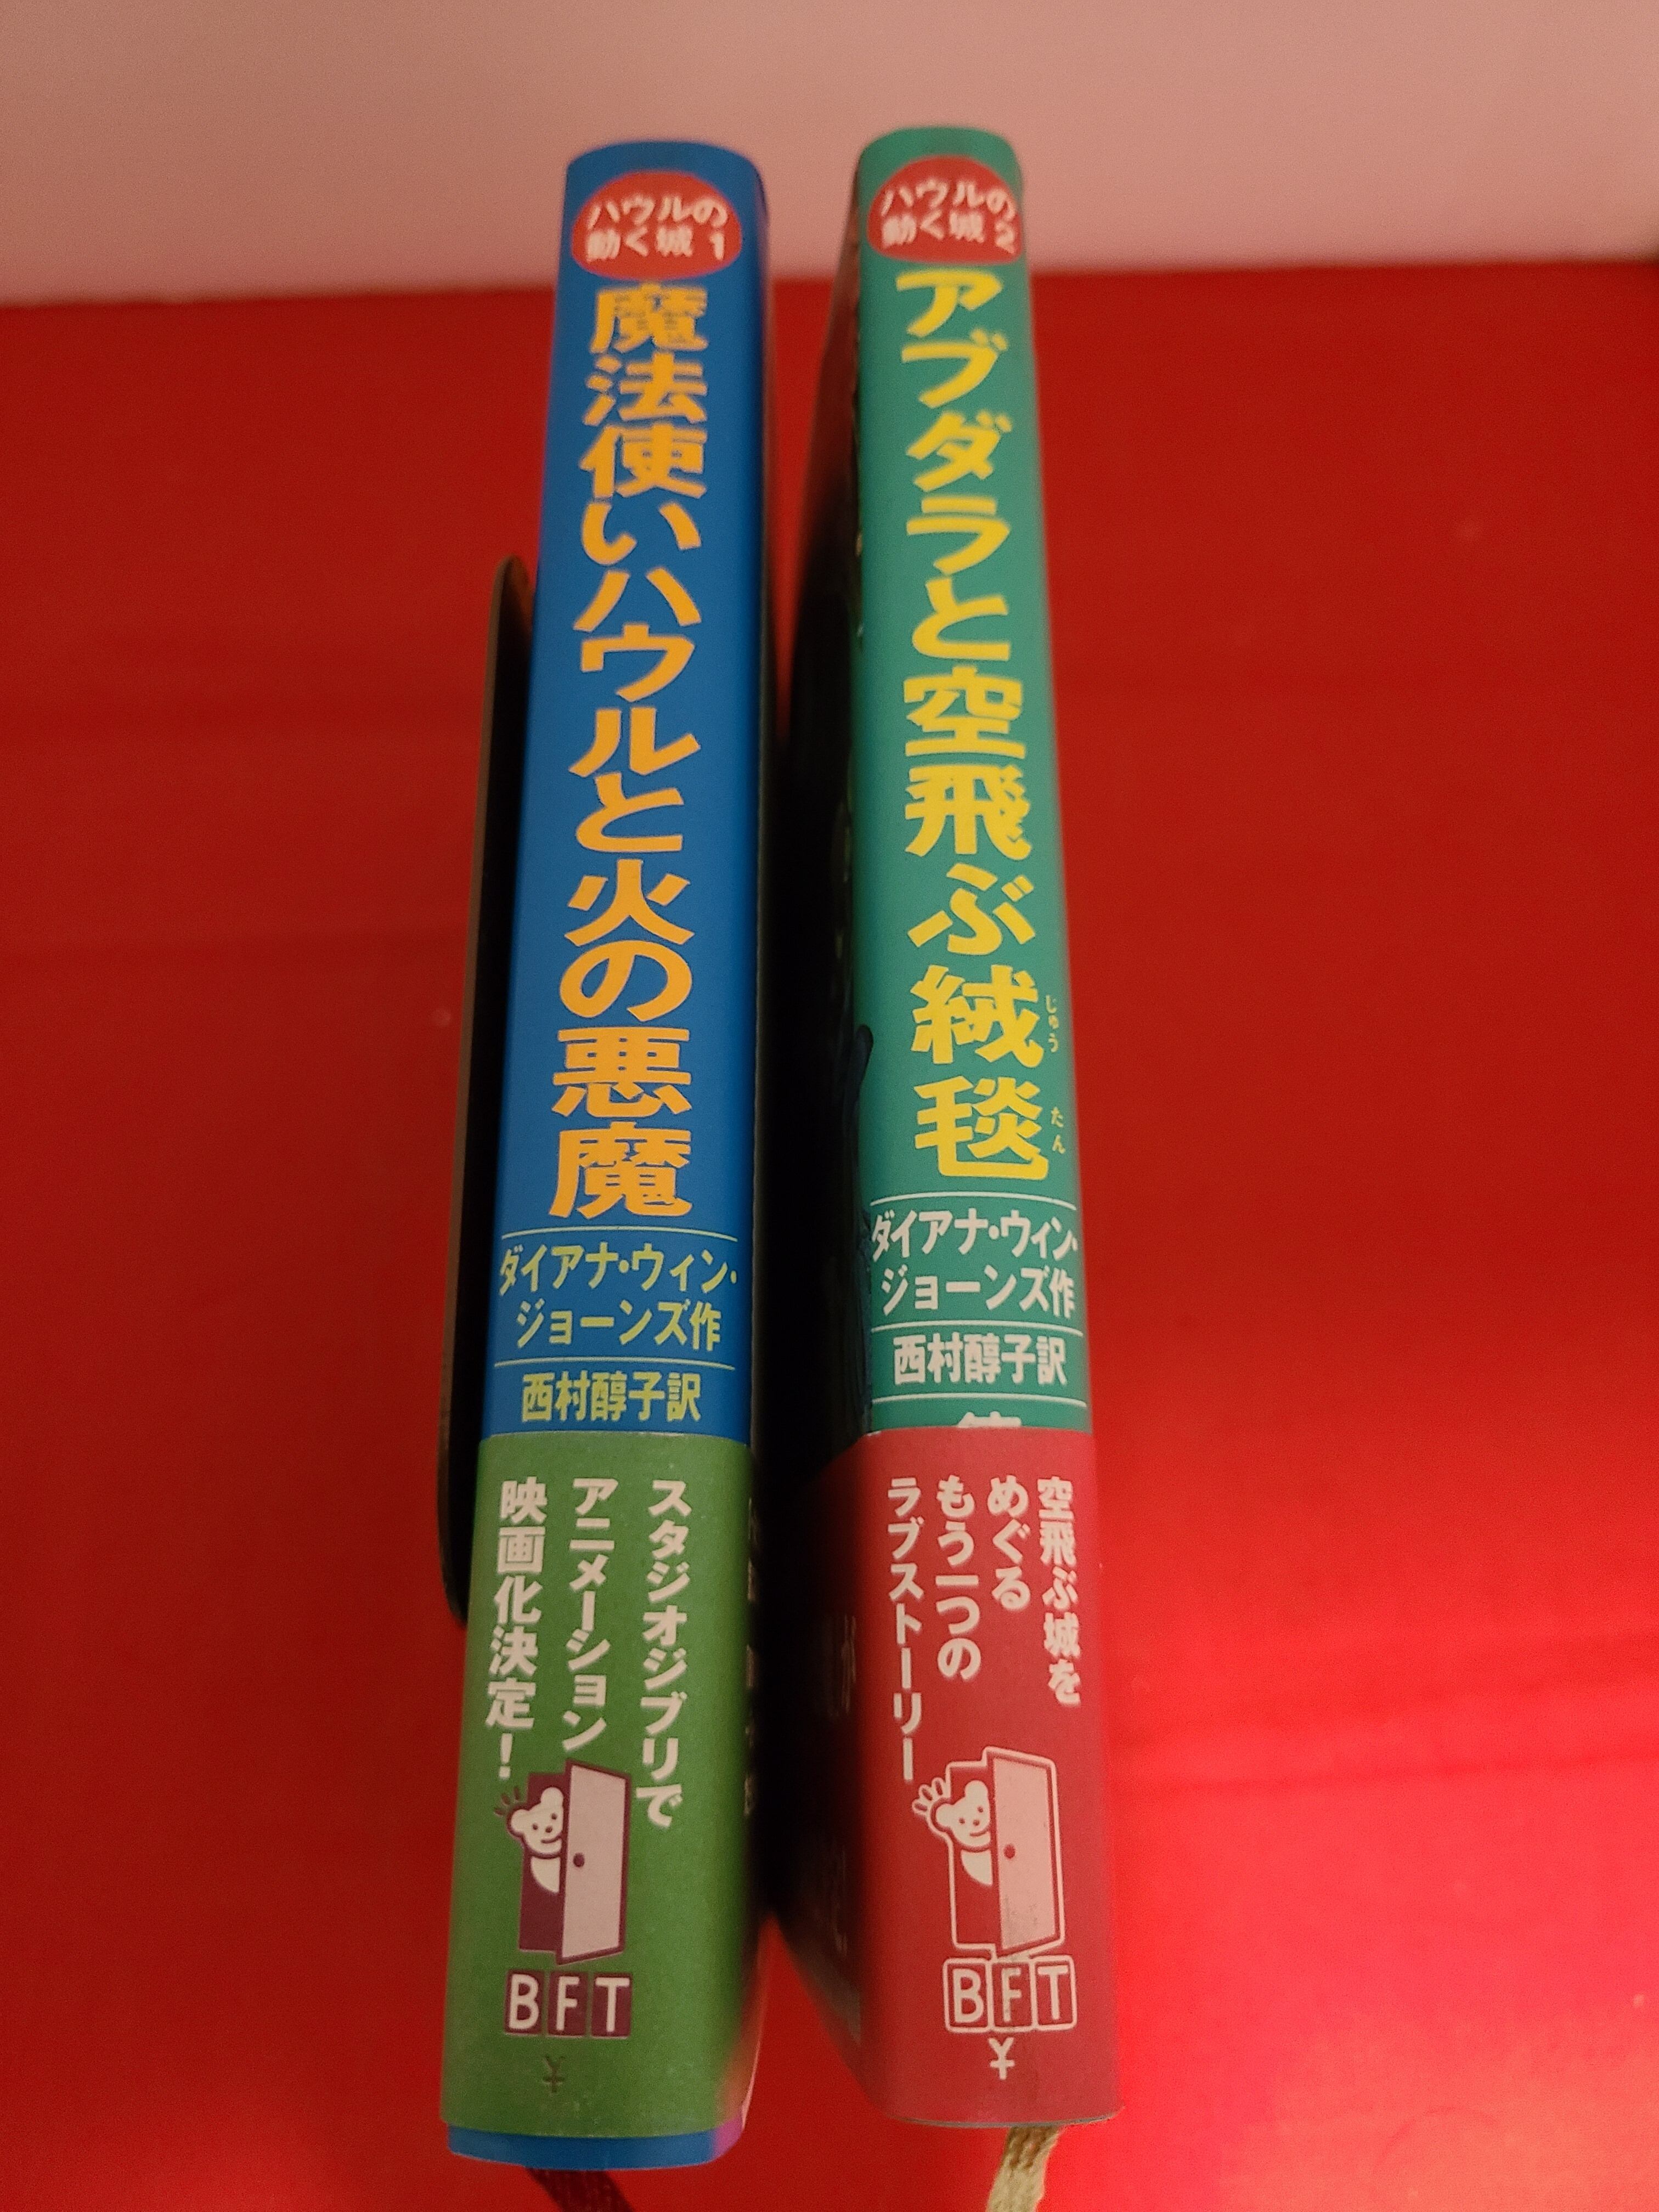 ハウルの
動く城 1
魔法使いハウルと火の悪魔
ダイアナ・ウィン・
ジョーンズ作
西村醇子訳
スタジオジブリで
アニメーション
映画化決定！
BFT
¥
ハウルの
動く城 2
アブダラと空飛ぶ絨毯
じゅう
たん
ダイアナ・ウィン・
ジョーンズ作
西村醇子訳
空飛ぶ城を
めぐる
もう一つの
ラブストーリー
BFT
¥